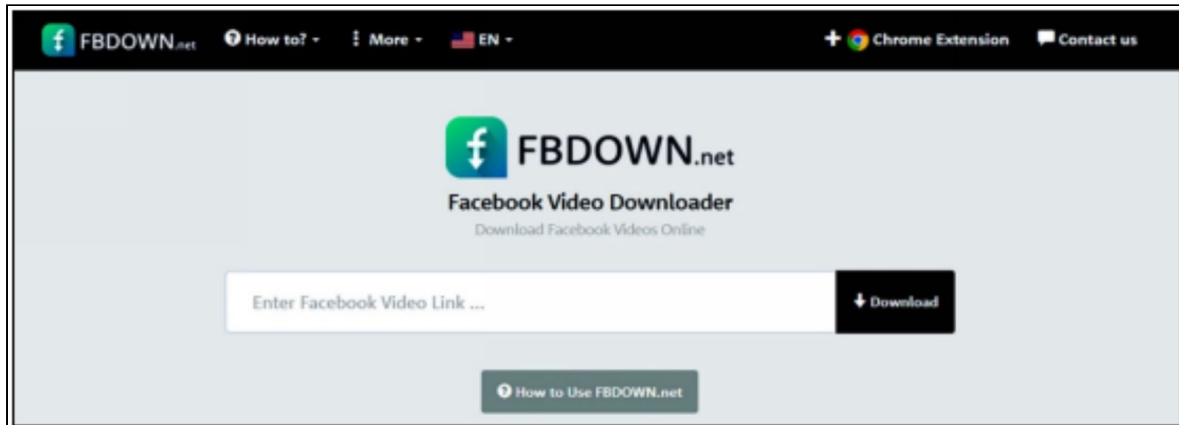 FBDOWN.net How to? More EN Chrome Extension Contact us
FBDOWN.net
Facebook Video Downloader
Download Facebook Videos Online
Enter Facebook Video Link ...
Download
How to Use FBDOWN.net